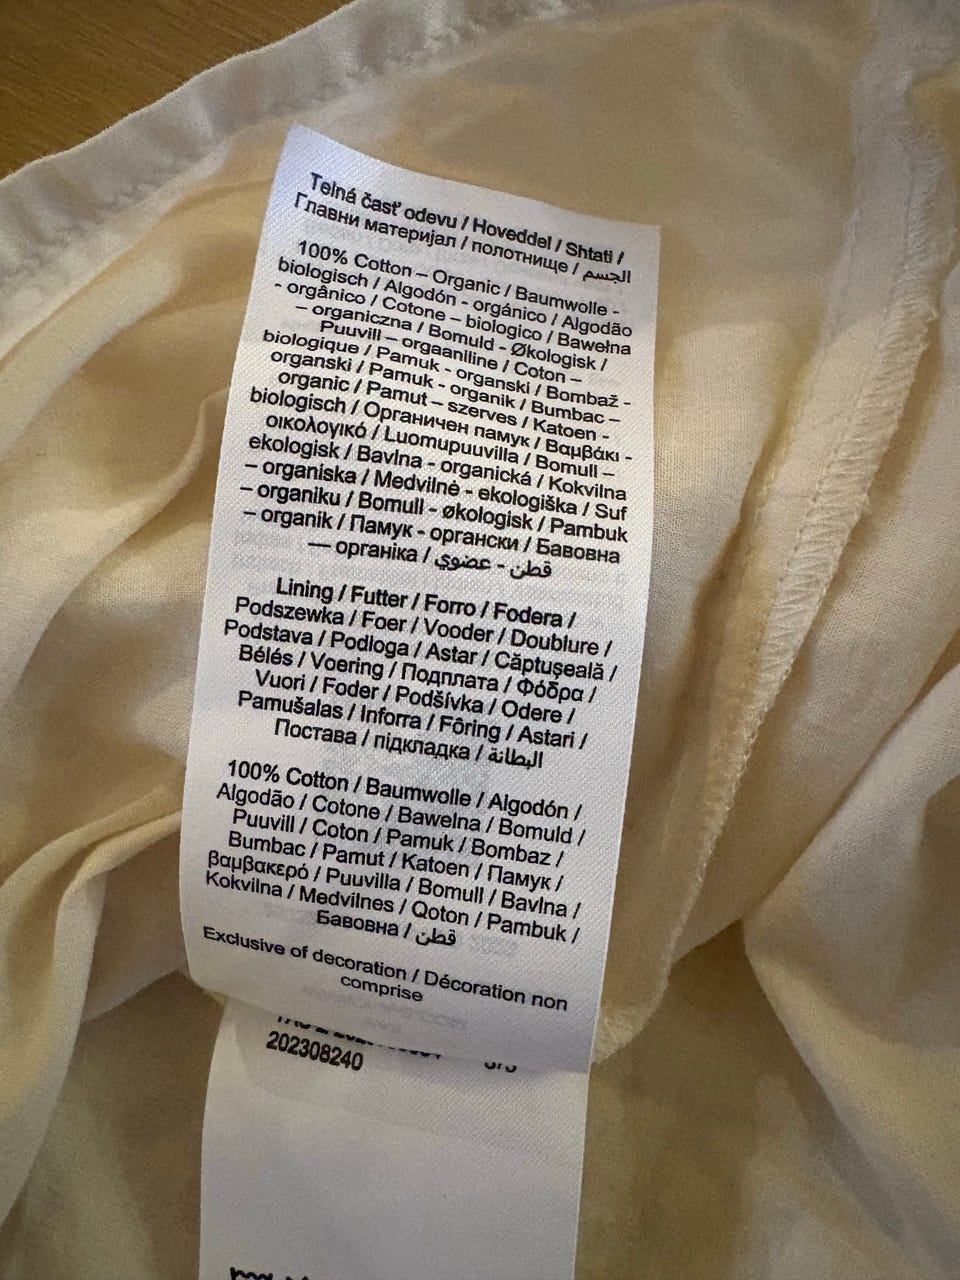 Telná časť odevu / Hoveddel / Shtati /
Главни материјал / полотнище / الجسم
100% Cotton – Organic / Baumwolle -
biologisch / Algodón - orgánico / Algodão
- orgânico / Cotone – biologico / Bawełna
– organiczna / Bomuld - Økologisk /
Puuvill – orgaaniline / Coton –
biologique / Pamuk - organski / Bombaž -
organski / Pamuk - organik / Bumbac –
organic / Pamut – szerves / Katoen -
biologisch / Органичен памук / Βαμβάκι -
οικολογικό / Luomupuuvilla / Bomull –
ekologisk / Bavlna - organická / Kokvilna
– organiska / Medvilnė - ekologiška / Suf
– organiku / Bomull - økologisk / Pambuk
– organik / Памук - органски / Бавовна
— органіка / قطن - عضوي
Lining / Futter / Forro / Fodera /
Podszewka / Foer / Vooder / Doublure /
Podstava / Podloga / Astar / Căptușeală /
Bélés / Voering / Подплата / Φόδρα /
Vuori / Foder / Podšívka / Odere /
Pamušalas / Inforra / Fôring / Astari /
Постава / підкладка / البطانة
100% Cotton / Baumwolle / Algodón /
Algodão / Cotone / Bawełna / Bomuld /
Puuvill / Coton / Pamuk / Bombaz /
Bumbac / Pamut / Katoen / Памук /
βαμβακερό / Puuvilla / Bomull / Bavlna /
Kokvilna / Medvilnes / Qoton / Pambuk /
Бавовна / قطن
Exclusive of decoration / Décoration non
comprise
202308240